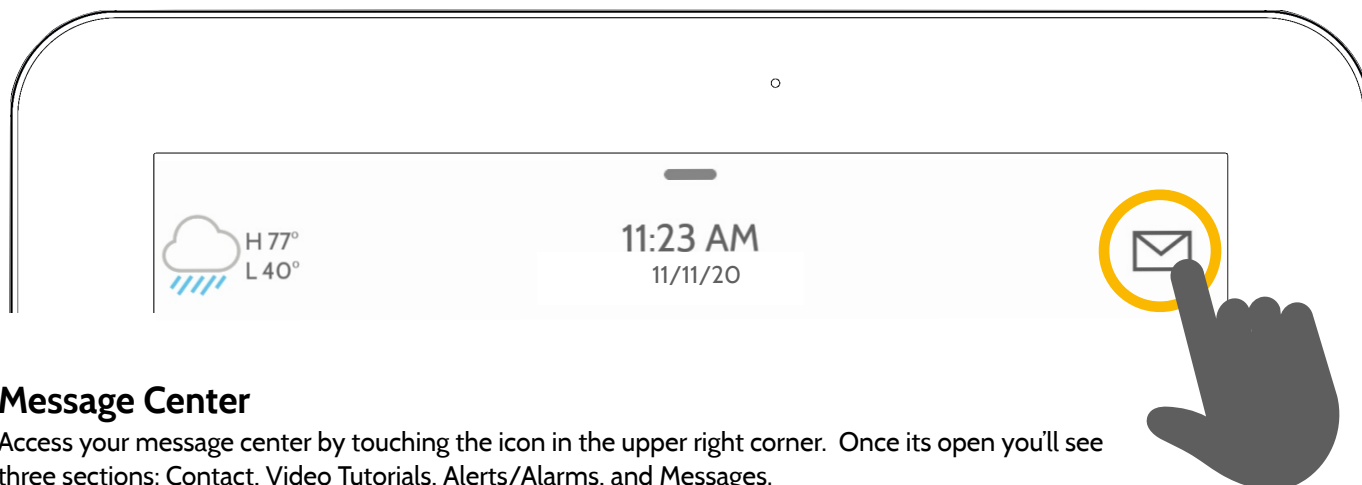 H 77°
L 40°
11:23 AM
11/11/20
Message Center
Access your message center by touching the icon in the upper right corner.  Once its open you'll see
three sections: Contact, Video Tutorials, Alerts/Alarms, and Messages.